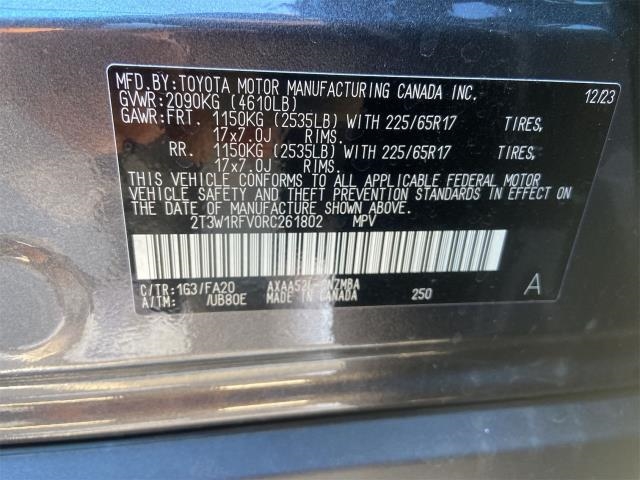 MFD.BY:TOYOTA MOTOR MANUFACTURING CANADA INC. 12/23
GVWR:2090KG (4610LB)
GAWR:FRT. 1150KG (2535LB) WITH 225/65R17 TIRES,
17x7.0J RIMS.
RR. 1150KG (2535LB) WITH 225/65R17 TIRES,
17x7.0J RIMS.
THIS VEHICLE CONFORMS TO ALL APPLICABLE FEDERAL MOTOR
VEHICLE SAFETY AND THEFT PREVENTION STANDARDS IN EFFECT ON
THE DATE OF MANUFACTURE SHOWN ABOVE.
2T3W1RFV0RC261802 MPV
C/TR:1G3/FA20
A/TM: /UB80E MADE IN CANADA 250 A